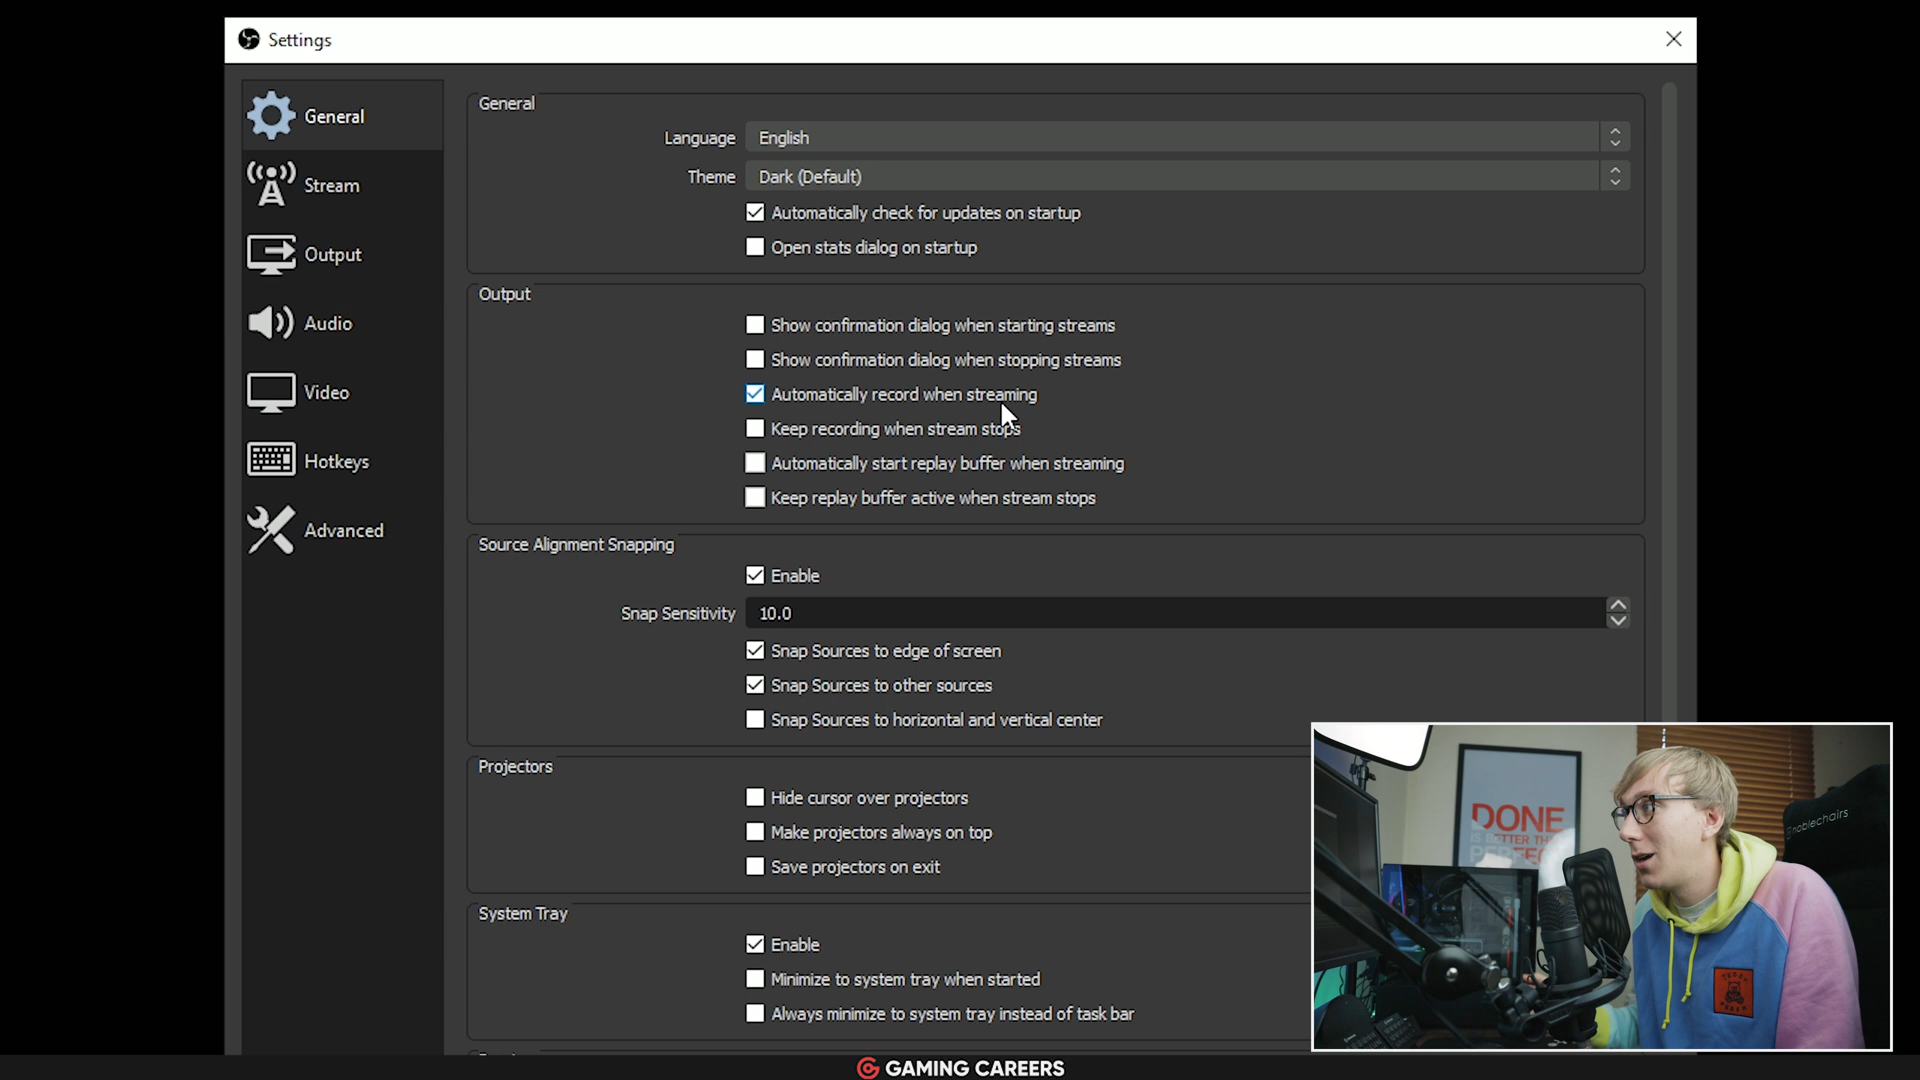 Settings
General
Stream
Output
Audio
Video
Hotkeys
Advanced
General
Language English
Theme Dark (Default)
Automatically check for updates on startup
Open stats dialog on startup
Output
Show confirmation dialog when starting streams
Show confirmation dialog when stopping streams
Automatically record when streaming
Keep recording when stream stops
Automatically start replay buffer when streaming
Keep replay buffer active when stream stops
Source Alignment Snapping
Enable
Snap Sensitivity 10.0
Snap Sources to edge of screen
Snap Sources to other sources
Snap Sources to horizontal and vertical center
Projectors
Hide cursor over projectors
Make projectors always on top
Save projectors on exit
System Tray
Enable
Minimize to system tray when started
Always minimize to system tray instead of task bar
DONE
IS BETTER TH
PERFEC
noblechairs
GAMING CAREERS